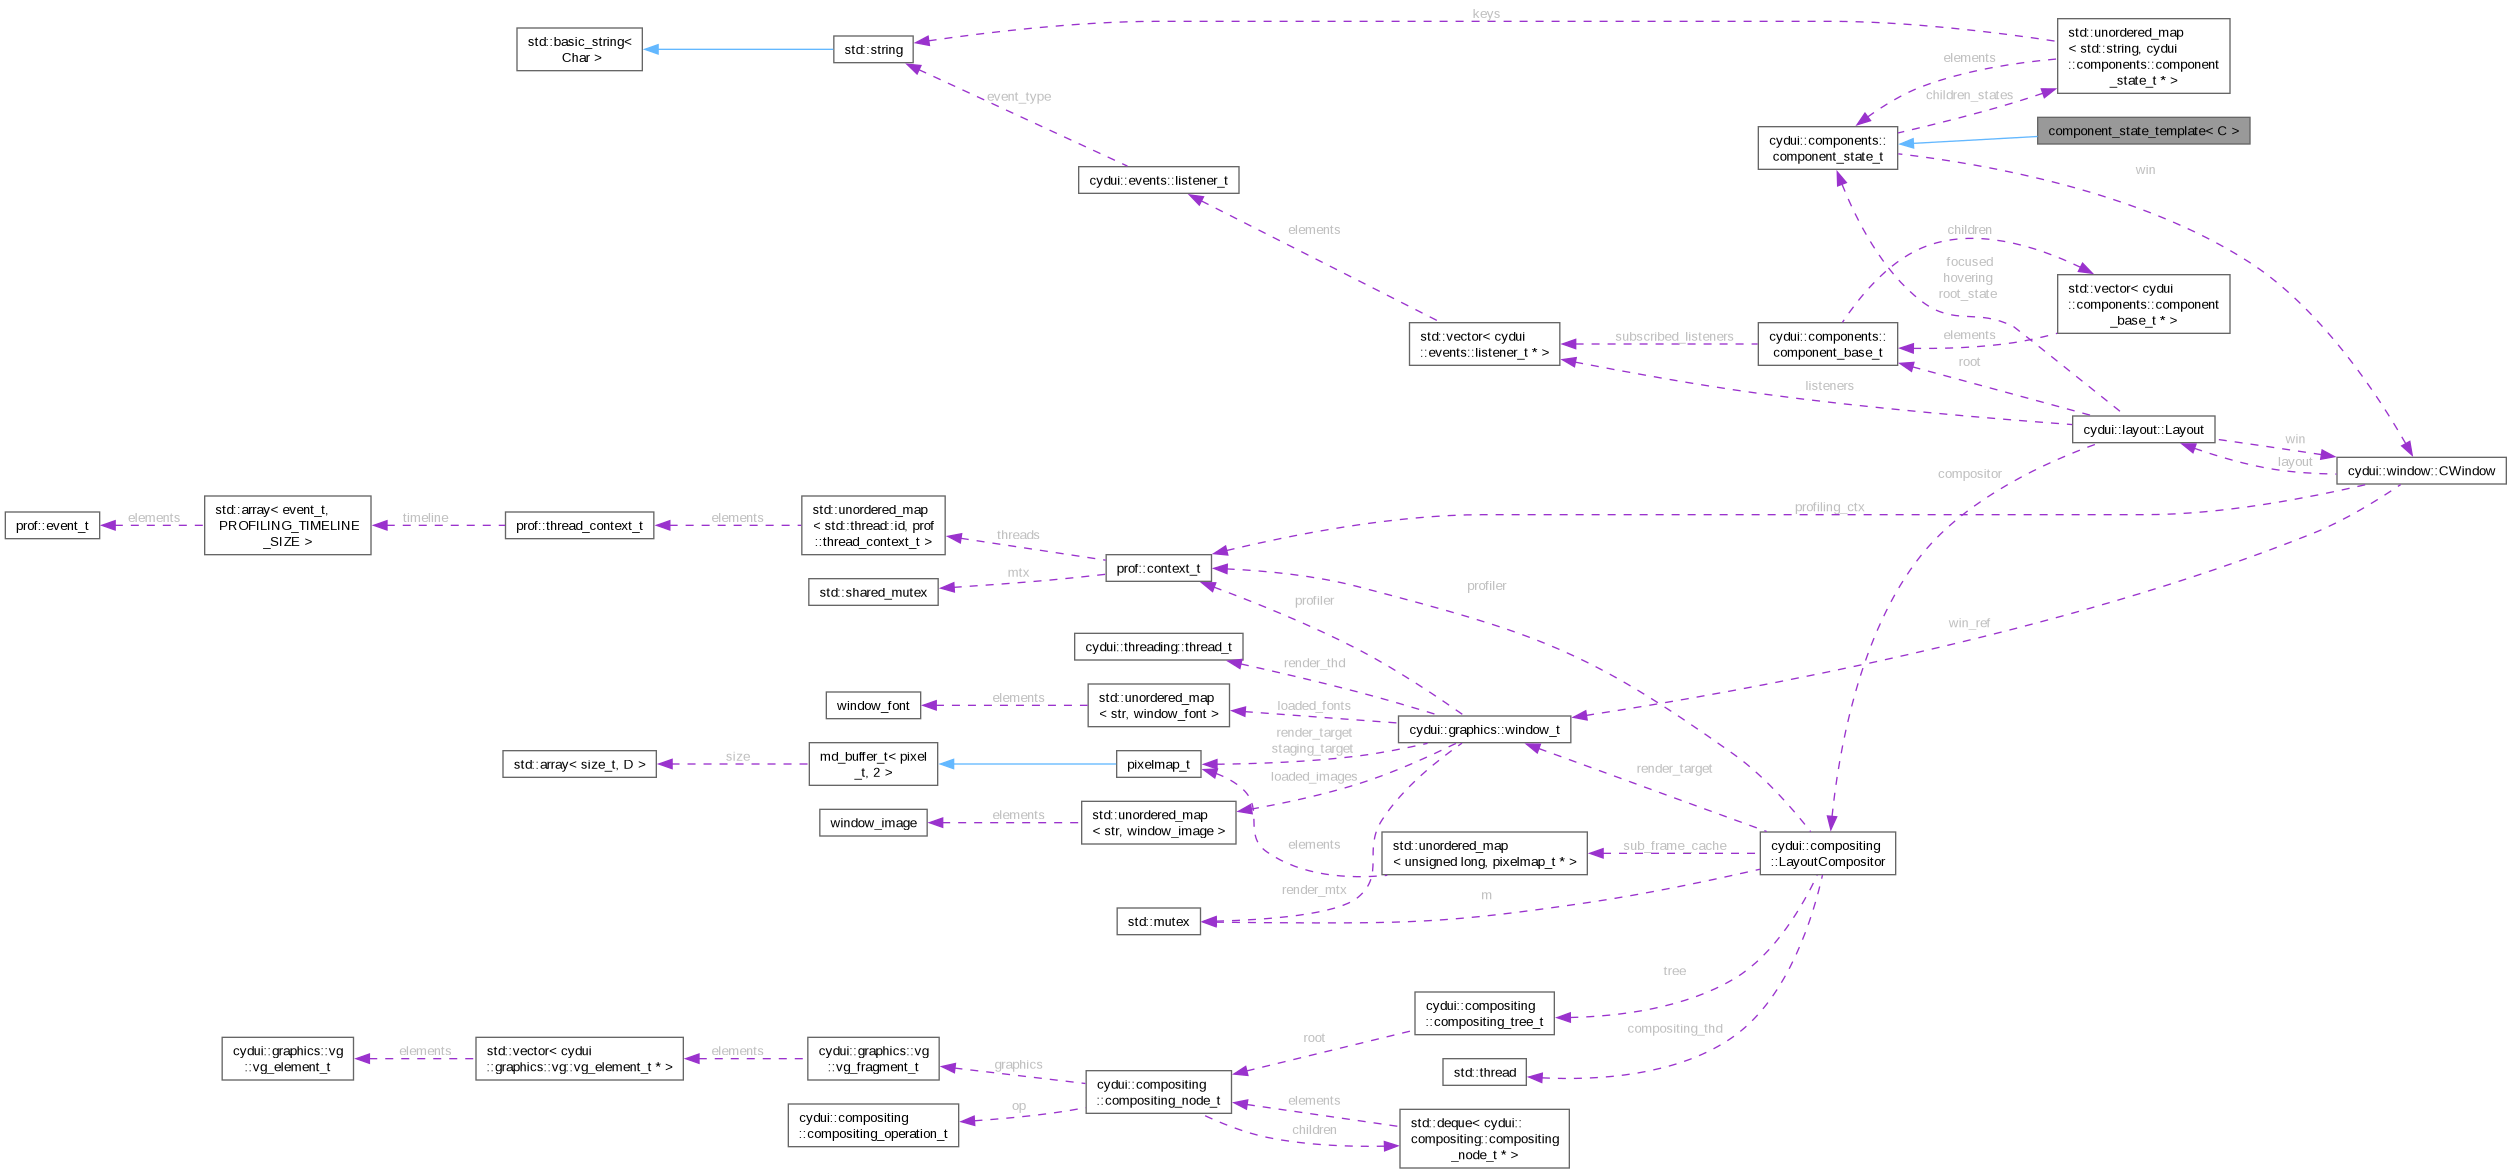 keys
std::basic_string<
Char >
std::string
std::unordered_map
< std::string, cydui
::components::component
_state_t * >
elements
children_states
event_type
component_state_template< C >
cydui::components::
component_state_t
win
cydui::events::listener_t
elements
children
focused
hovering
root_state
std::vector< cydui
::components::component
_base_t * >
std::vector< cydui
::events::listener_t * >
subscribed_listeners
cydui::components::
component_base_t
elements
root
listeners
cydui::layout::Layout
win
layout
cydui::window::CWindow
compositor
profiling_ctx
prof::event_t
elements
std::array< event_t,
PROFILING_TIMELINE
_SIZE >
timeline
prof::thread_context_t
elements
std::unordered_map
< std::thread::id, prof
::thread_context_t >
threads
mtx
prof::context_t
std::shared_mutex
profiler
profiler
win_ref
cydui::threading::thread_t
render_thd
window_font
elements
std::unordered_map
< str, window_font >
loaded_fonts
cydui::graphics::window_t
render_target
staging_target
std::array< size_t, D >
size
md_buffer_t< pixel
_t, 2 >
pixelmap_t
loaded_images
render_target
window_image
elements
std::unordered_map
< str, window_image >
elements
std::unordered_map
< unsigned long, pixelmap_t * >
sub_frame_cache
cydui::compositing
::LayoutCompositor
render_mtx
m
std::mutex
tree
cydui::compositing
::compositing_tree_t
compositing_thd
root
std::thread
cydui::graphics::vg
::vg_element_t
elements
std::vector< cydui
::graphics::vg::vg_element_t * >
elements
cydui::graphics::vg
::vg_fragment_t
graphics
op
cydui::compositing
::compositing_node_t
cydui::compositing
::compositing_operation_t
elements
children
std::deque< cydui::
compositing::compositing
_node_t * >